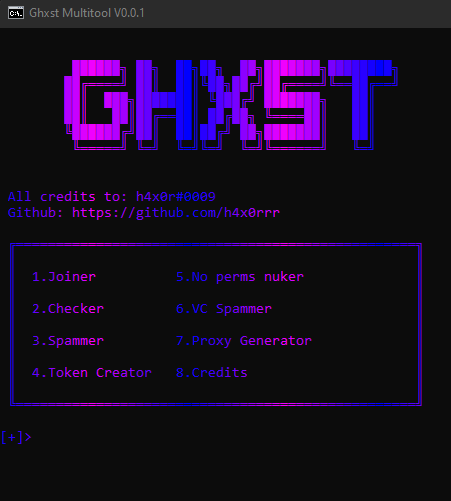 Ghxst Multitool V0.0.1
GHXST
All credits to: h4x0r#0009
Github: https://github.com/h4x0rrr
1.Joiner 5.No perms nuker
2.Checker 6.VC Spammer
3.Spammer 7.Proxy Generator
4.Token Creator 8.Credits
[+]>